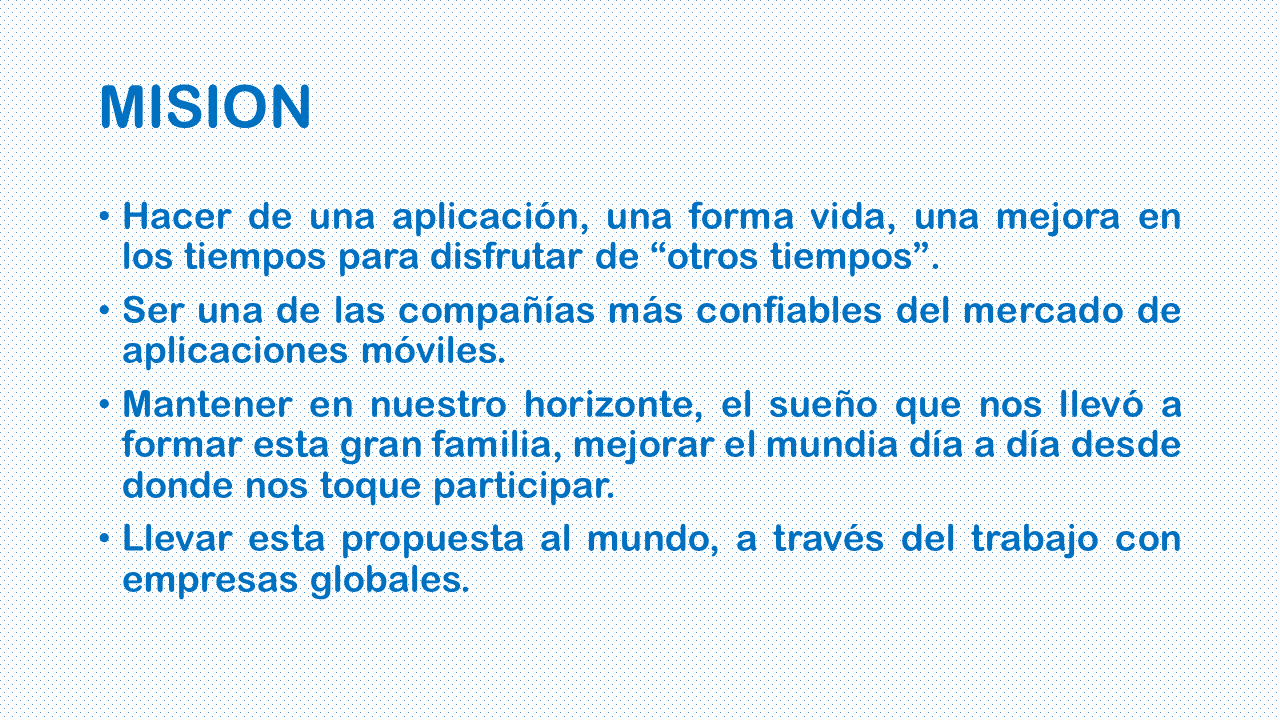 MISION
• Hacer de una aplicación, una forma vida, una mejora en
los tiempos para disfrutar de “otros tiempos”.
• Ser una de las compañías más confiables del mercado de
aplicaciones móviles.
• Mantener en nuestro horizonte, el sueño que nos llevó a
formar esta gran familia, mejorar el mundia día a día desde
donde nos toque participar.
• Llevar esta propuesta al mundo, a través del trabajo con
empresas globales.